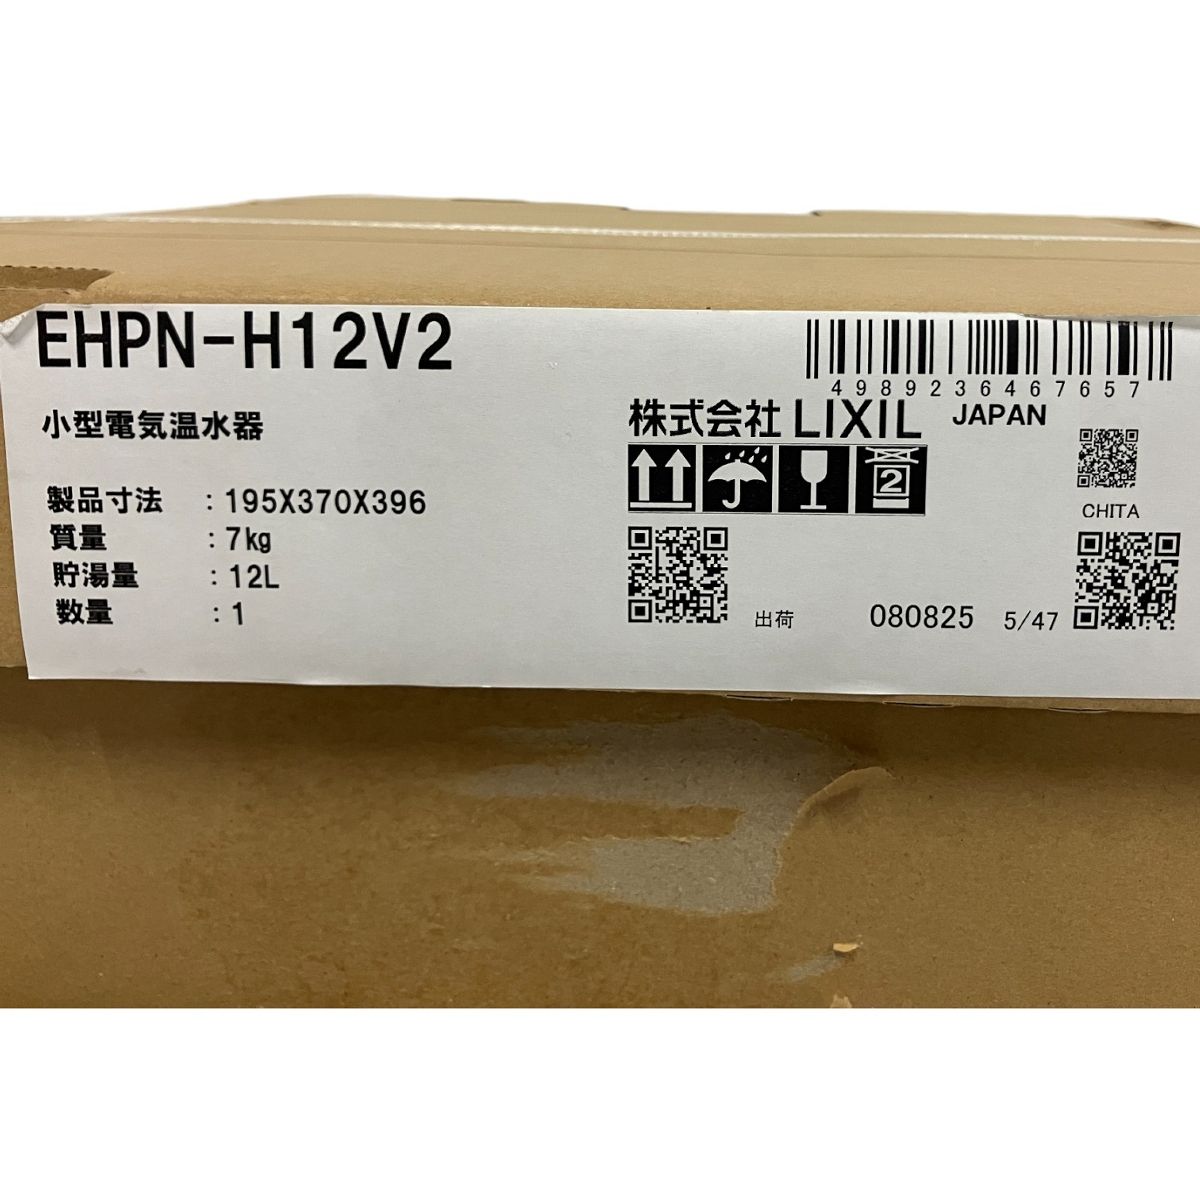 EHPN-H12V2
4989236467657
小型電気温水器
株式会社 LIXIL JAPAN
2
製品寸法 : 195X370X396
CHITA
質量 : 7kg
貯湯量 : 12L
数量 : 1
出荷 080825 5/47